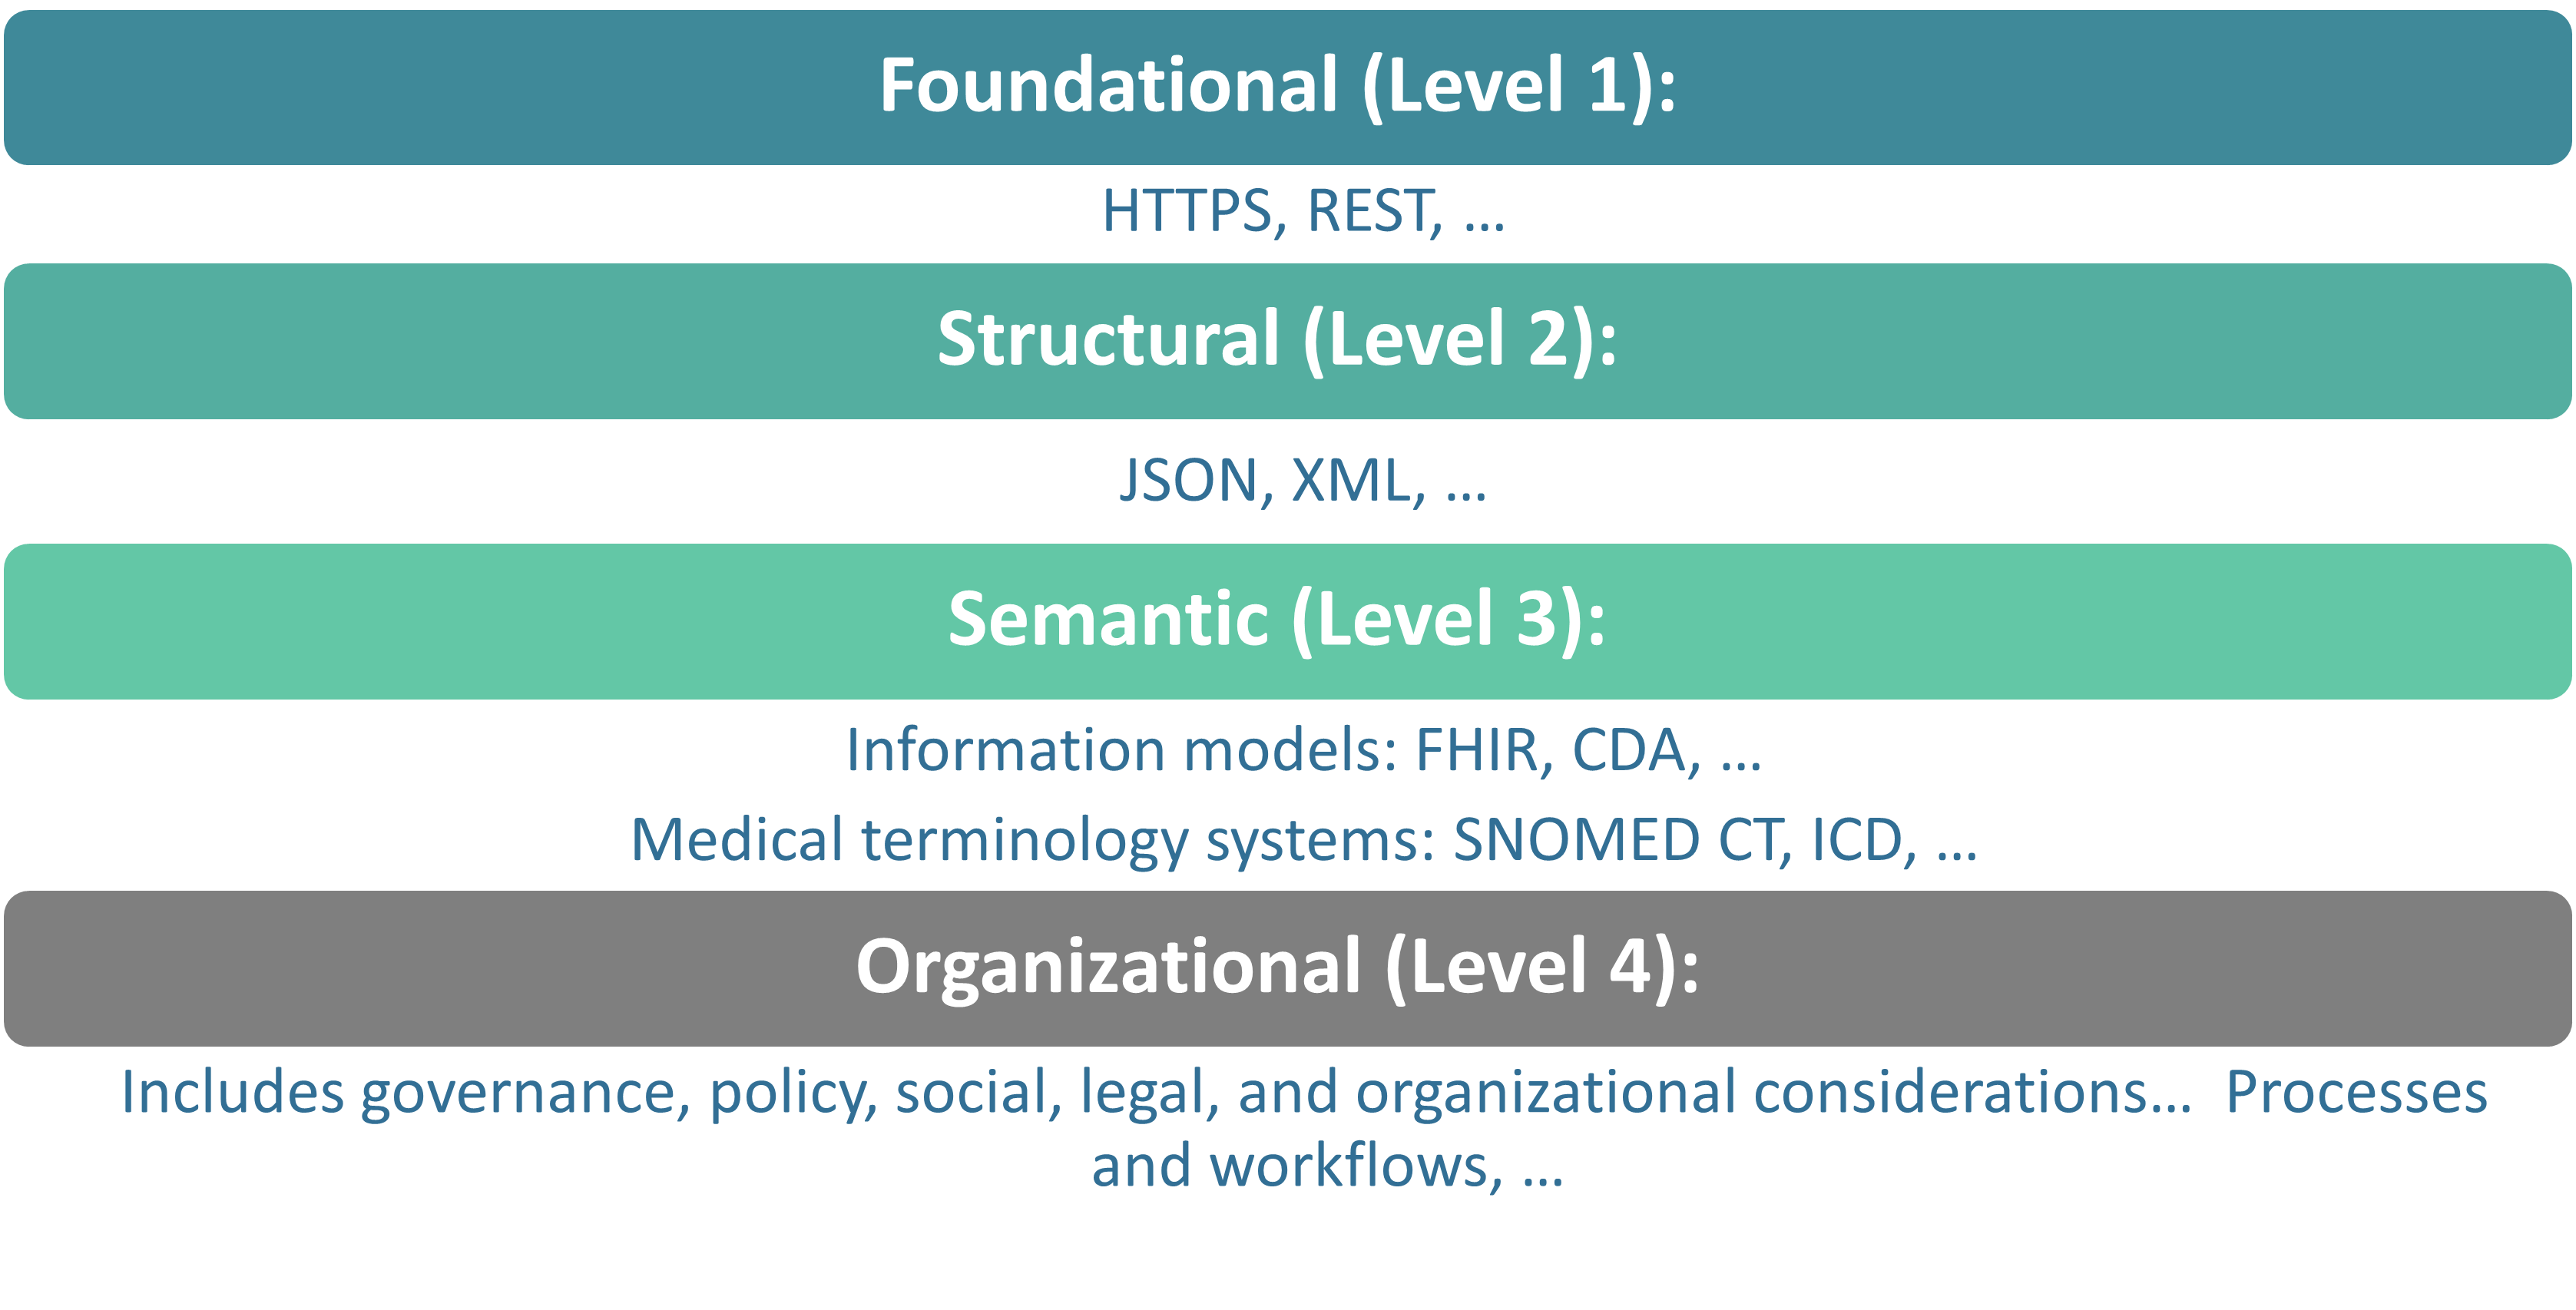 Foundational (Level 1):
HTTPS, REST, …
Structural (Level 2):
JSON, XML, …
Semantic (Level 3):
Information models: FHIR, CDA, …
Medical terminology systems: SNOMED CT, ICD, …
Organizational (Level 4):
Includes governance, policy, social, legal, and organizational considerations…  Processes
and workflows, …